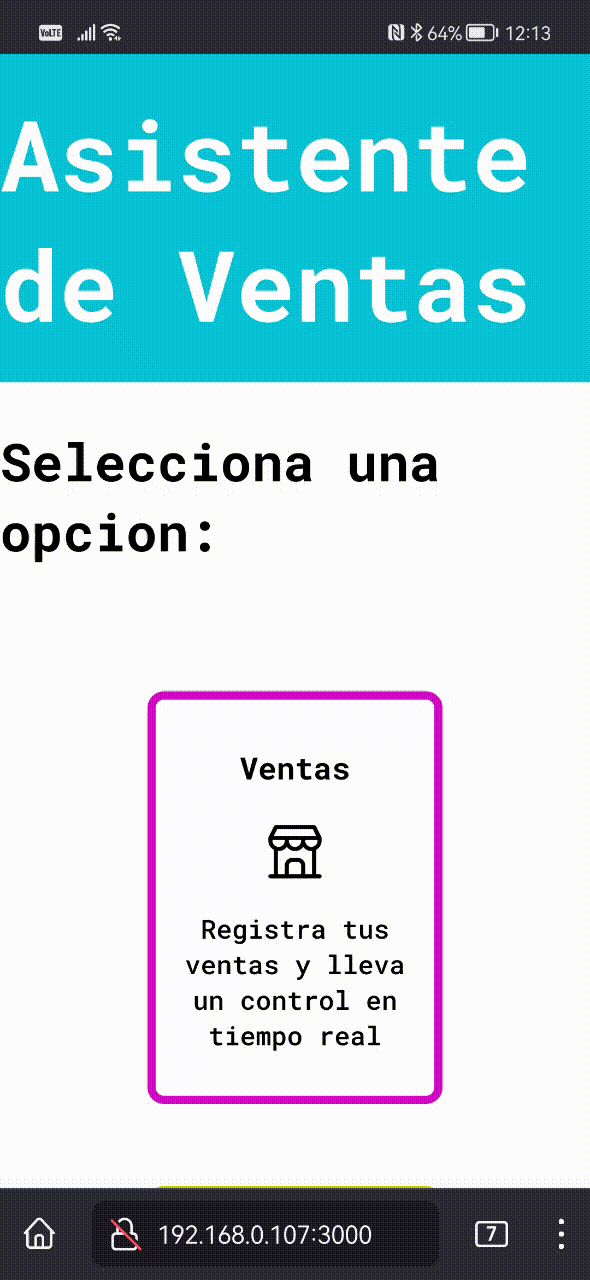 VoLTE 64% 12:13
Asistente
de Ventas
Selecciona una
opcion:
Ventas
Registra tus
ventas y lleva
un control en
tiempo real
192.168.0.107:3000 7